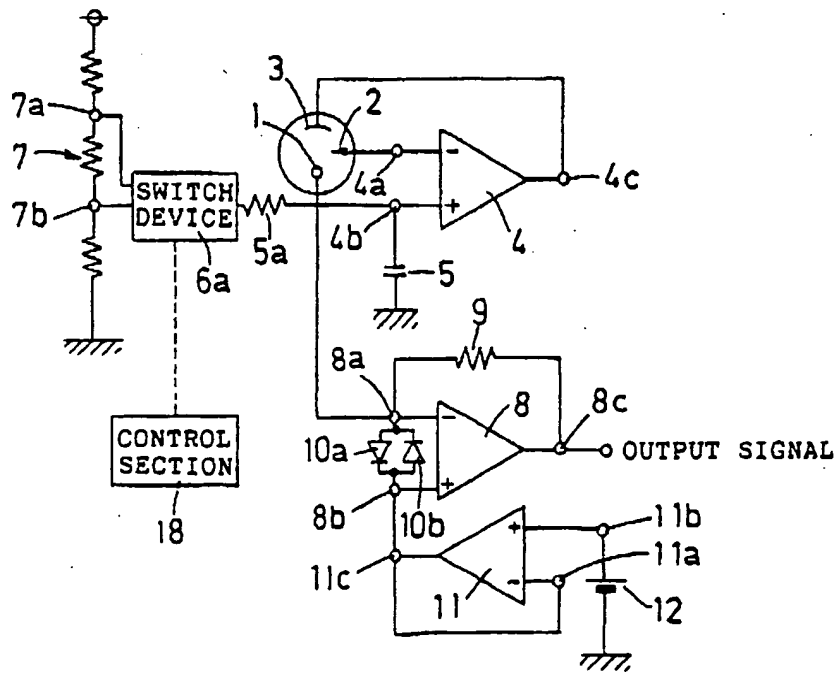 3
2
1
7a
7
7b
SWITCH
DEVICE
6a
5a
4a
-
4b
+
4
4c
5
9
8a
8
8c
-
+
OUTPUT SIGNAL
10a
10b
8b
CONTROL
SECTION
18
11c
11
+
-
11b
11a
12